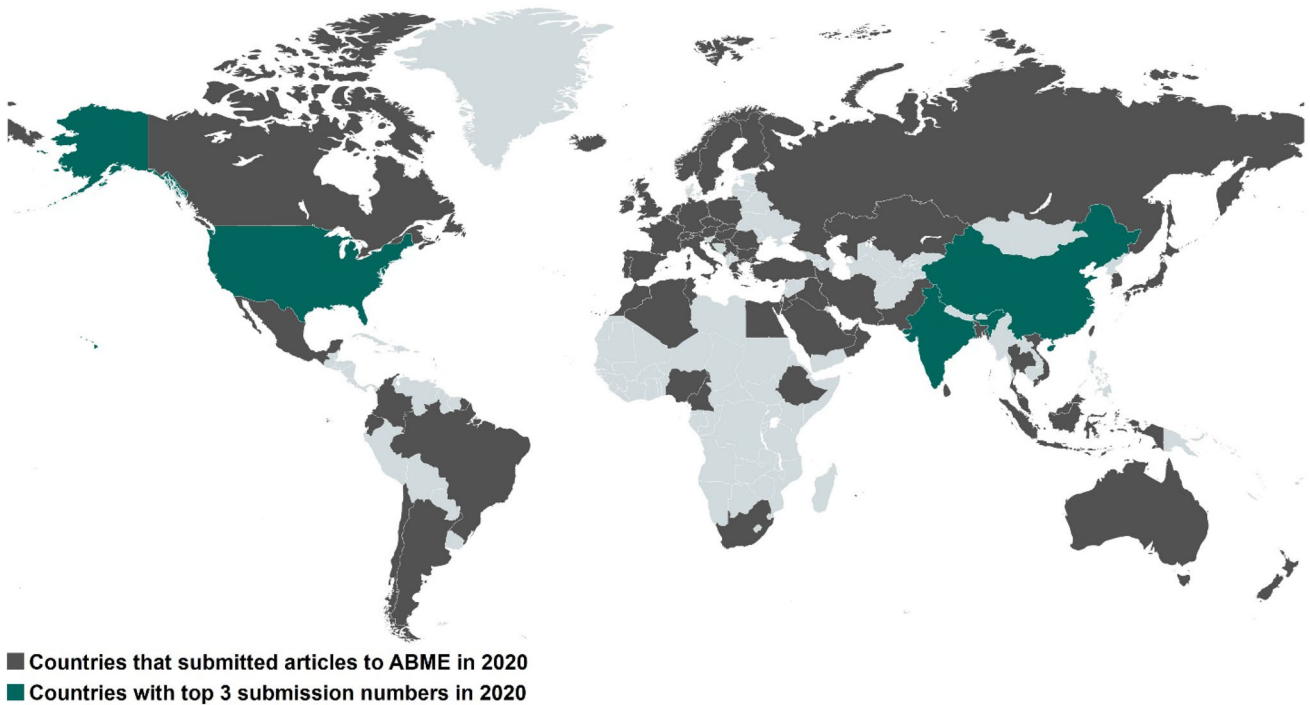 Countries that submitted articles to ABME in 2020
Countries with top 3 submission numbers in 2020